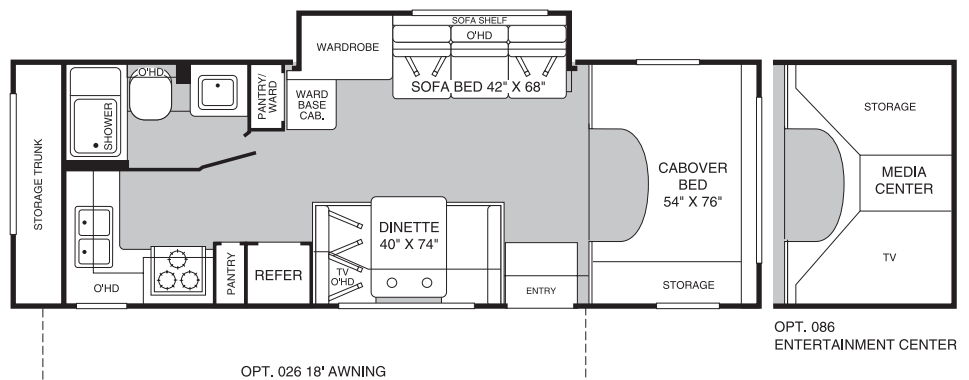 SOFA SHELF
O'HD
WARDROBE
SOFA BED 42" X 68"
O'HD
PANTRY/
WARD
WARD
BASE
CAB.
SHOWER
STORAGE TRUNK
CABOVER
BED
54" X 76"
STORAGE
MEDIA
CENTER
TV
DINETTE
40" X 74"
TV
O'HD
REFER
PANTRY
O'HD
ENTRY
STORAGE
OPT. 086
ENTERTAINMENT CENTER
OPT. 026 18' AWNING